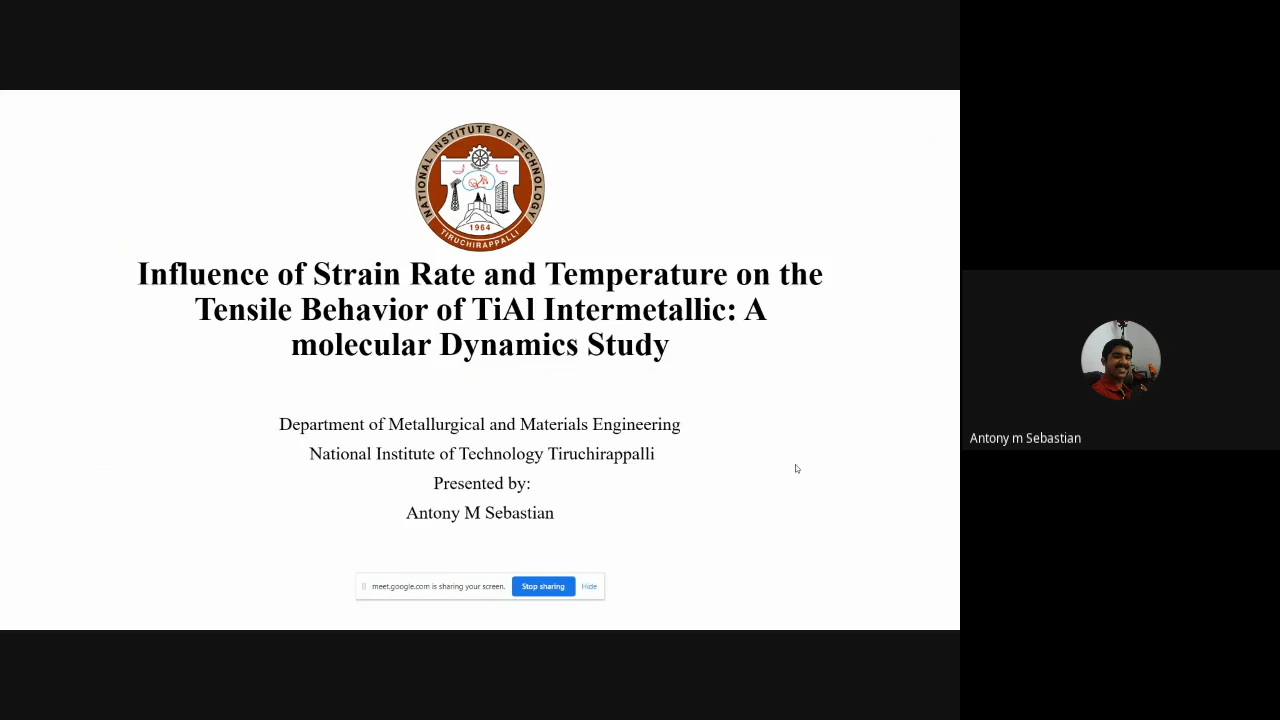 NATIONAL INSTITUTE OF TECHNOLOGY
1964
TIRUCHIRAPPALLI
Influence of Strain Rate and Temperature on the
Tensile Behavior of TiAl Intermetallic: A
molecular Dynamics Study
Department of Metallurgical and Materials Engineering
National Institute of Technology Tiruchirappalli
Presented by:
Antony M Sebastian
meet.google.com is sharing your screen. Stop sharing Hide
Antony m Sebastian